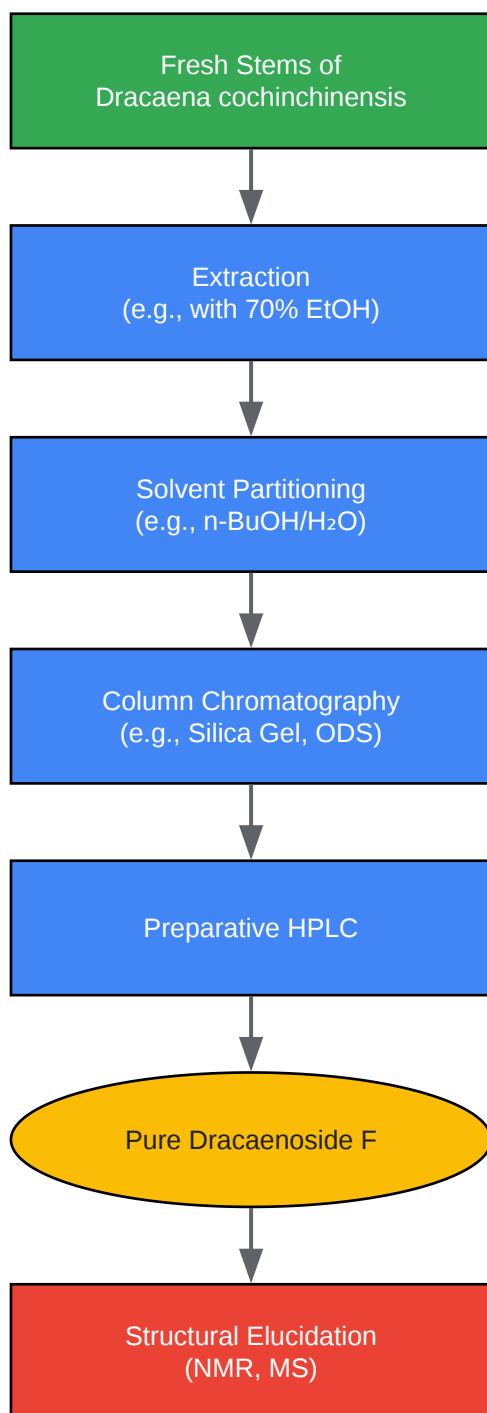 Fresh Stems of
Dracaena cochinchinensis
Extraction
(e.g., with 70% EtOH)
Solvent Partitioning
(e.g., n-BuOH/H₂O)
Column Chromatography
(e.g., Silica Gel, ODS)
Preparative HPLC
Pure Dracaenoside F
Structural Elucidation
(NMR, MS)